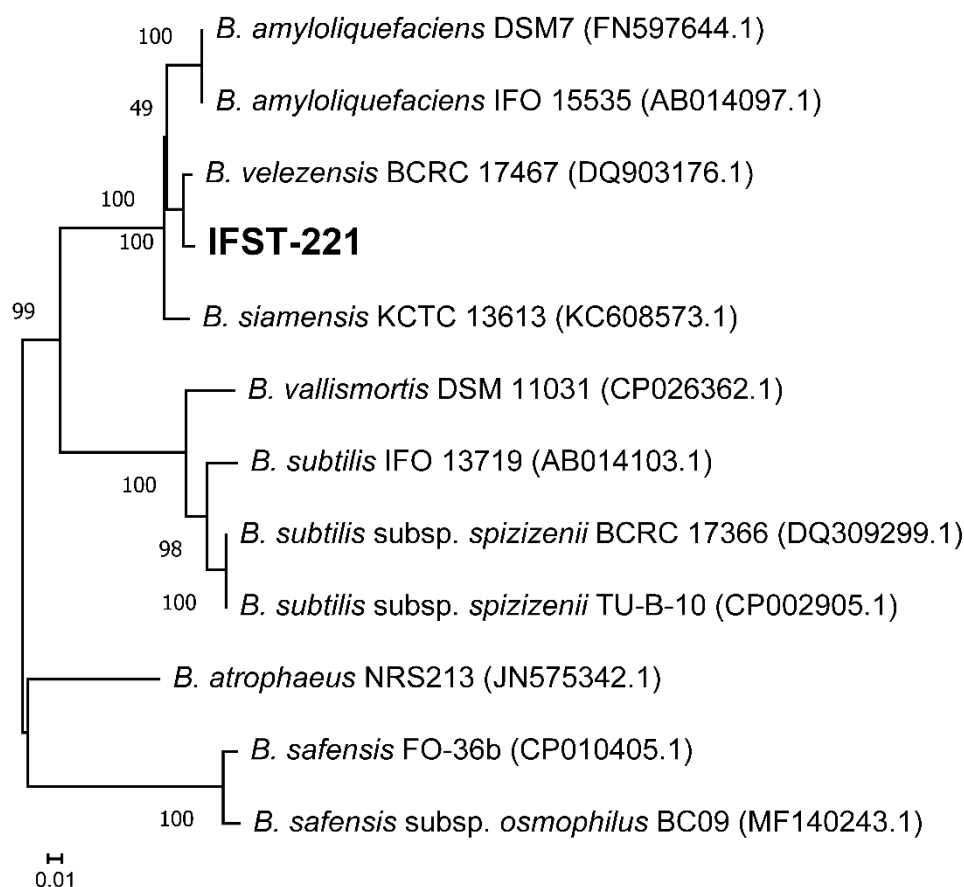 100
B. amyloliquefaciens DSM7 (FN597644.1)
49
B. amyloliquefaciens IFO 15535 (AB014097.1)
B. velezensis BCRC 17467 (DQ903176.1)
100
100
IFST-221
99
B. siamensis KCTC 13613 (KC608573.1)
B. vallismortis DSM 11031 (CP026362.1)
B. subtilis IFO 13719 (AB014103.1)
100
B. subtilis subsp. spizizenii BCRC 17366 (DQ309299.1)
98
100
B. subtilis subsp. spizizenii TU-B-10 (CP002905.1)
B. atrophaeus NRS213 (JN575342.1)
B. safensis FO-36b (CP010405.1)
100
B. safensis subsp. osmophilus BC09 (MF140243.1)
0.01